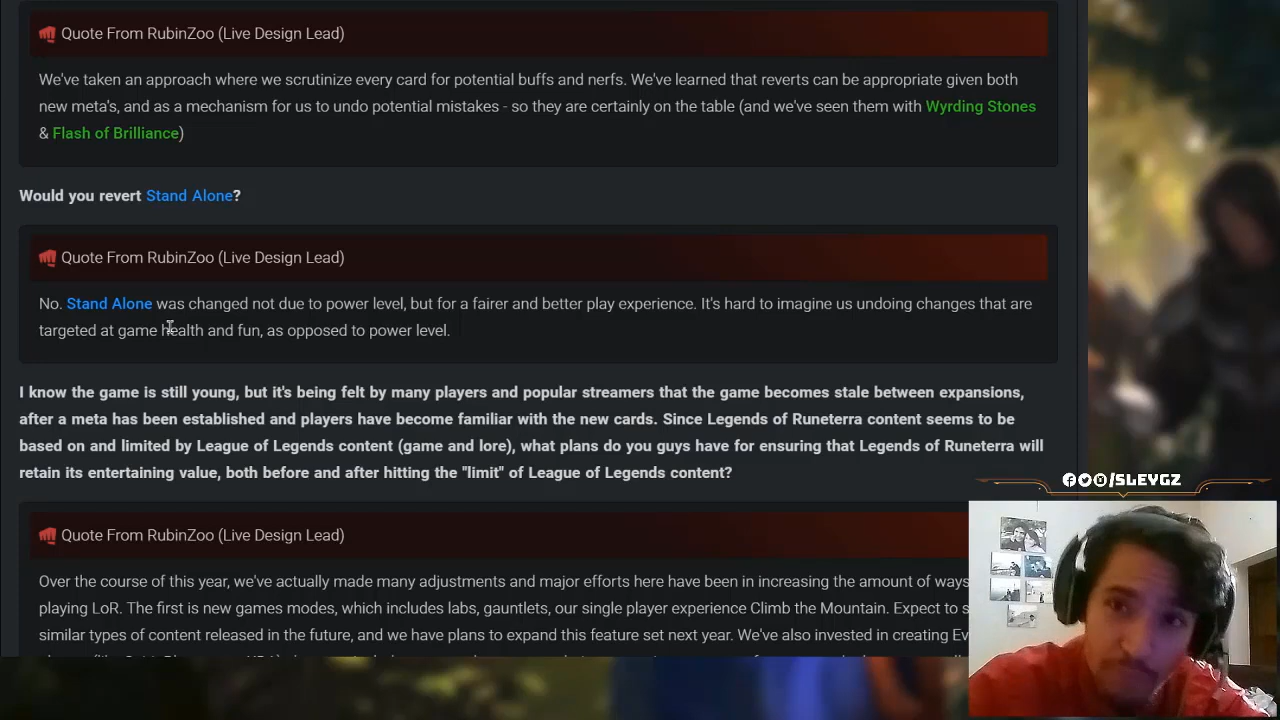 Quote From RubinZoo (Live Design Lead)
We've taken an approach where we scrutinize every card for potential buffs and nerfs. We've learned that reverts can be appropriate given both
new meta's, and as a mechanism for us to undo potential mistakes - so they are certainly on the table (and we've seen them with Wyrding Stones
& Flash of Brilliance)
Would you revert Stand Alone?
Quote From RubinZoo (Live Design Lead)
No. Stand Alone was changed not due to power level, but for a fairer and better play experience. It's hard to imagine us undoing changes that are
targeted at game health and fun, as opposed to power level.
I know the game is still young, but it's being felt by many players and popular streamers that the game becomes stale between expansions,
after a meta has been established and players have become familiar with the new cards. Since Legends of Runeterra content seems to be
based on and limited by League of Legends content (game and lore), what plans do you guys have for ensuring that Legends of Runeterra will
retain its entertaining value, both before and after hitting the "limit" of League of Legends content?
/SLEYGZ
Quote From RubinZoo (Live Design Lead)
Over the course of this year, we've actually made many adjustments and major efforts here have been in increasing the amount of ways
playing LoR. The first is new games modes, which includes labs, gauntlets, our single player experience Climb the Mountain. Expect to s
similar types of content released in the future, and we have plans to expand this feature set next year. We've also invested in creating Ev